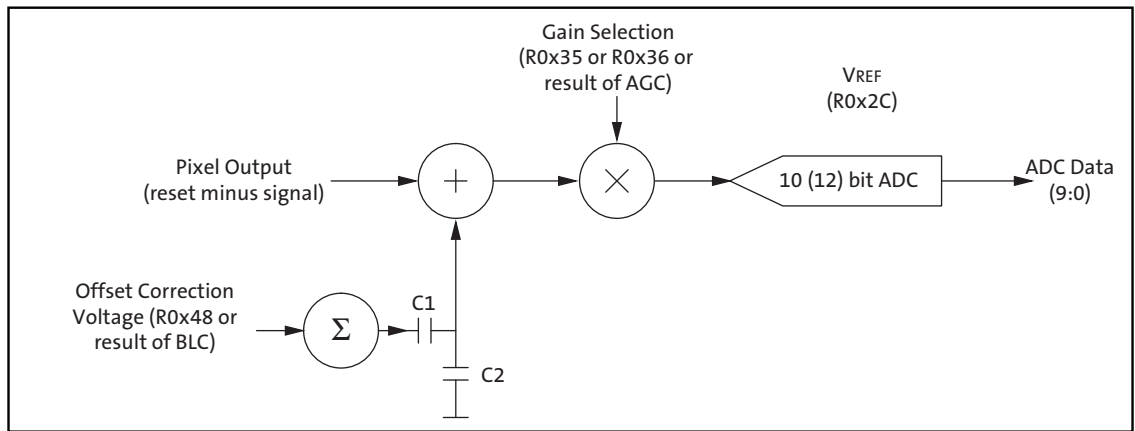 Gain Selection
(R0x35 or R0x36 or
result of AGC)
VREF
(R0x2C)
Pixel Output
(reset minus signal)
+
×
10 (12) bit ADC
ADC Data
(9:0)
Offset Correction
Voltage (R0x48 or
result of BLC)
Σ
C1
C2